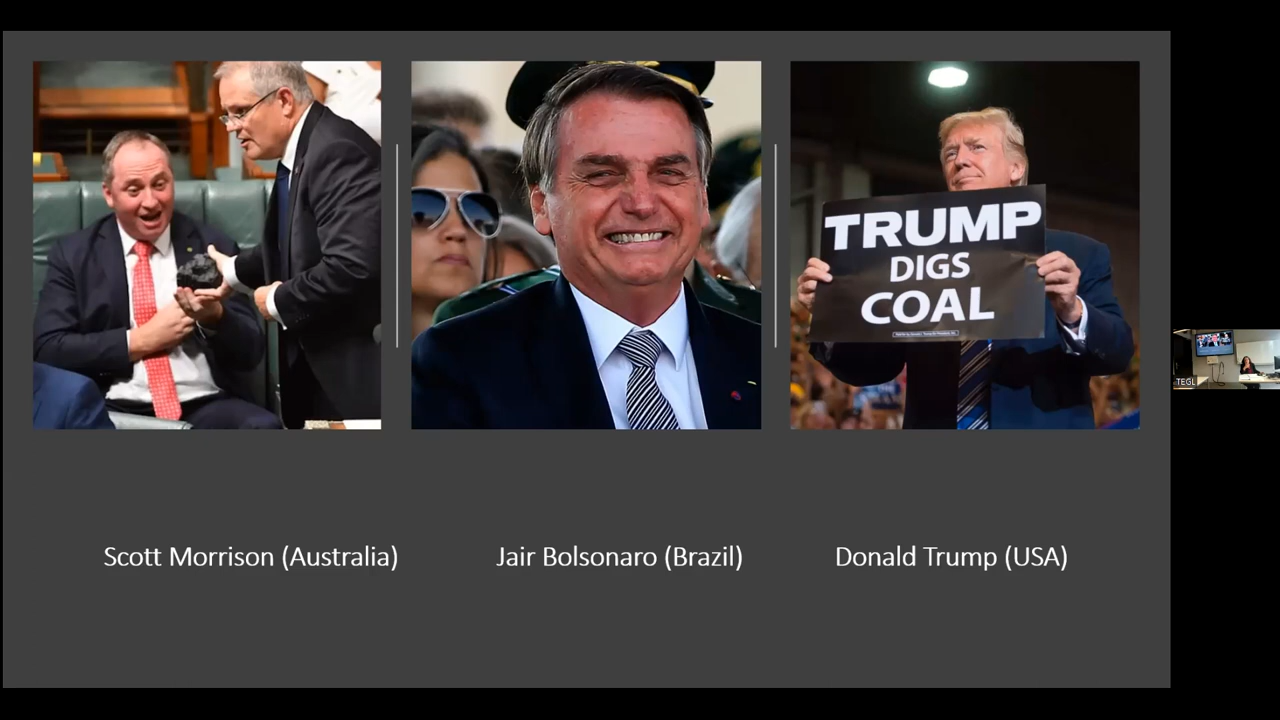 TRUMP
DIGS
COAL
TEGL
Scott Morrison (Australia)
Jair Bolsonaro (Brazil)
Donald Trump (USA)